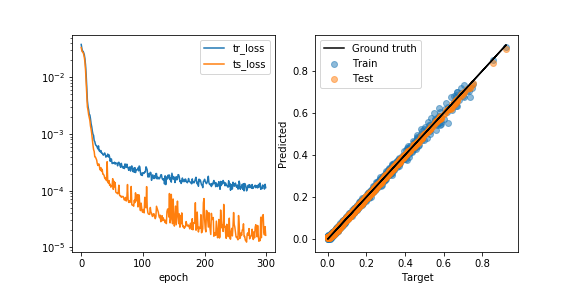 tr_loss
ts_loss
10⁻²
10⁻³
10⁻⁴
10⁻⁵
0
100
200
300
epoch
Ground truth
Train
Test
0.8
0.6
0.4
0.2
0.0
Predicted
0.0
0.2
0.4
0.6
0.8
Target